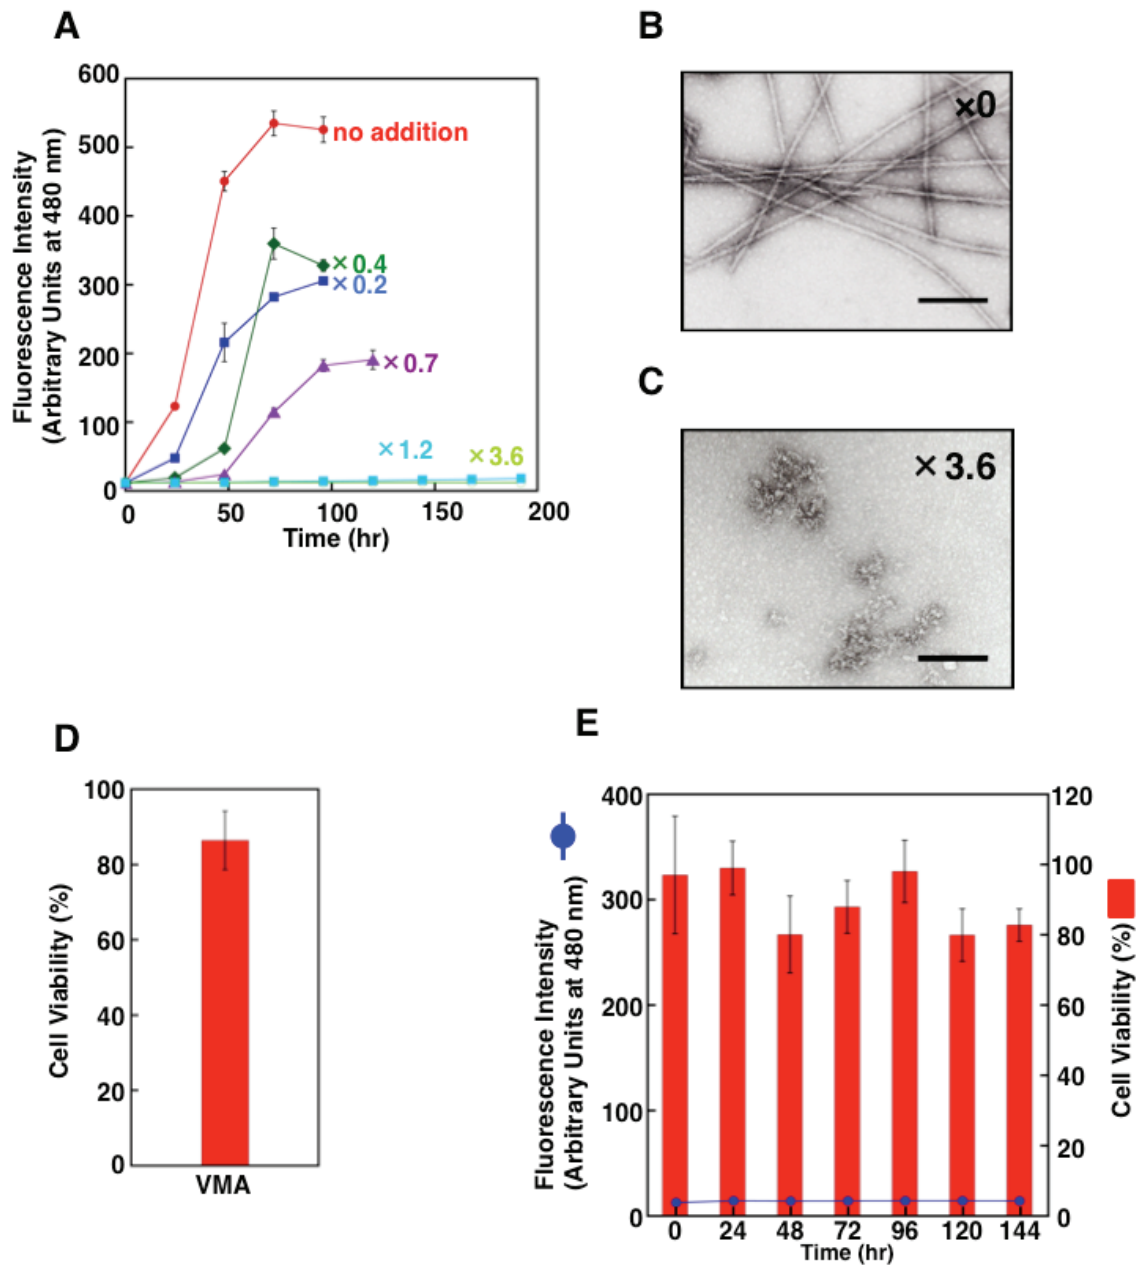 A
600
500
400
300
200
100
0
Fluorescence Intensity
(Arbitrary Units at 480 nm)
no addition
×0.4
×0.2
×0.7
×1.2
×3.6
0 50 100 150 200
Time (hr)
B
×0
C
×3.6
D
100
80
60
40
20
0
Cell Viability (%)
VMA
E
Fluorescence Intensity
(Arbitrary Units at 480 nm)
400
300
200
100
0
120
100
80
60
40
20
0
Cell Viability (%)
0 24 48 72 96 120 144
Time (hr)